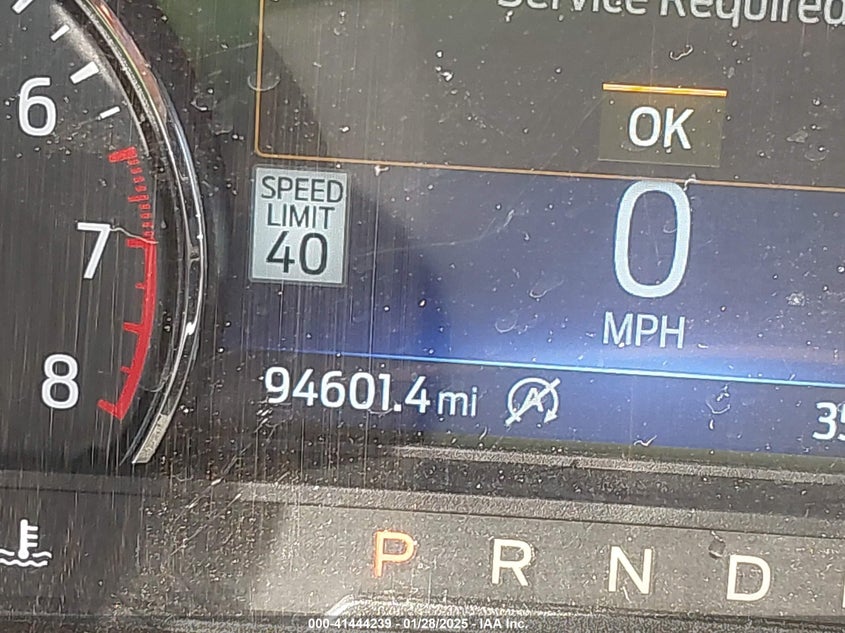 Service Required
OK
6
7
8
SPEED
LIMIT
40
0
MPH
94601.4 mi
A
P R N D
000-41444239 - 01/28/2025 - IAA Inc.